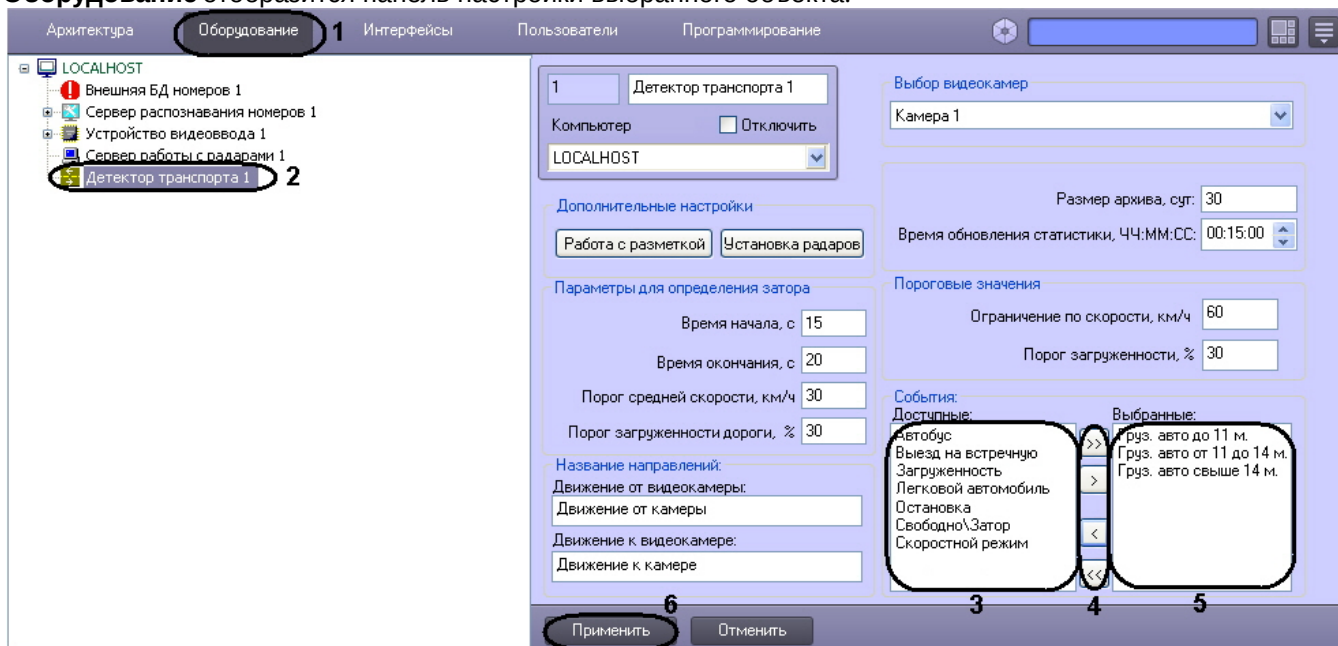 Оборудование отобразится панель настройки выбранного объекта.
Архитектура Оборудование 1 Интерфейсы Пользователи Программирование
LOCALHOST
Внешняя БД номеров 1
Сервер распознавания номеров 1
Устройство видеоввода 1
Сервер работы с радарами 1
Детектор транспорта 1 2
1 Детектор транспорта 1
Компьютер Отключить
LOCALHOST
Дополнительные настройки
Работа с разметкой Установка радаров
Параметры для определения затора
Время начала, с 15
Время окончания, с 20
Порог средней скорости, км/ч 30
Порог загруженности дороги, % 30
Название направлений:
Движение от видеокамеры:
Движение от камеры
Движение к видеокамере:
Движение к камере
Выбор видеокамер
Камера 1
Размер архива, сут: 30
Время обновления статистики, ЧЧ:ММ:СС: 00:15:00
Пороговые значения
Ограничение по скорости, км/ч 60
Порог загруженности, % 30
События:
Доступные:
Автобус
Выезд на встречную
Загруженность
Легковой автомобиль
Остановка
Свободно\Затор
Скоростной режим
>>
>
<
<<
Выбранные:
Груз. авто до 11 м.
Груз. авто от 11 до 14 м.
Груз. авто свыше 14 м.
3 4 5
6
Применить Отменить